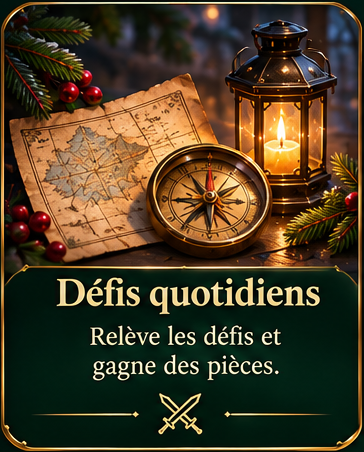 Défis quotidiens
Relève les défis et
gagne des pièces.